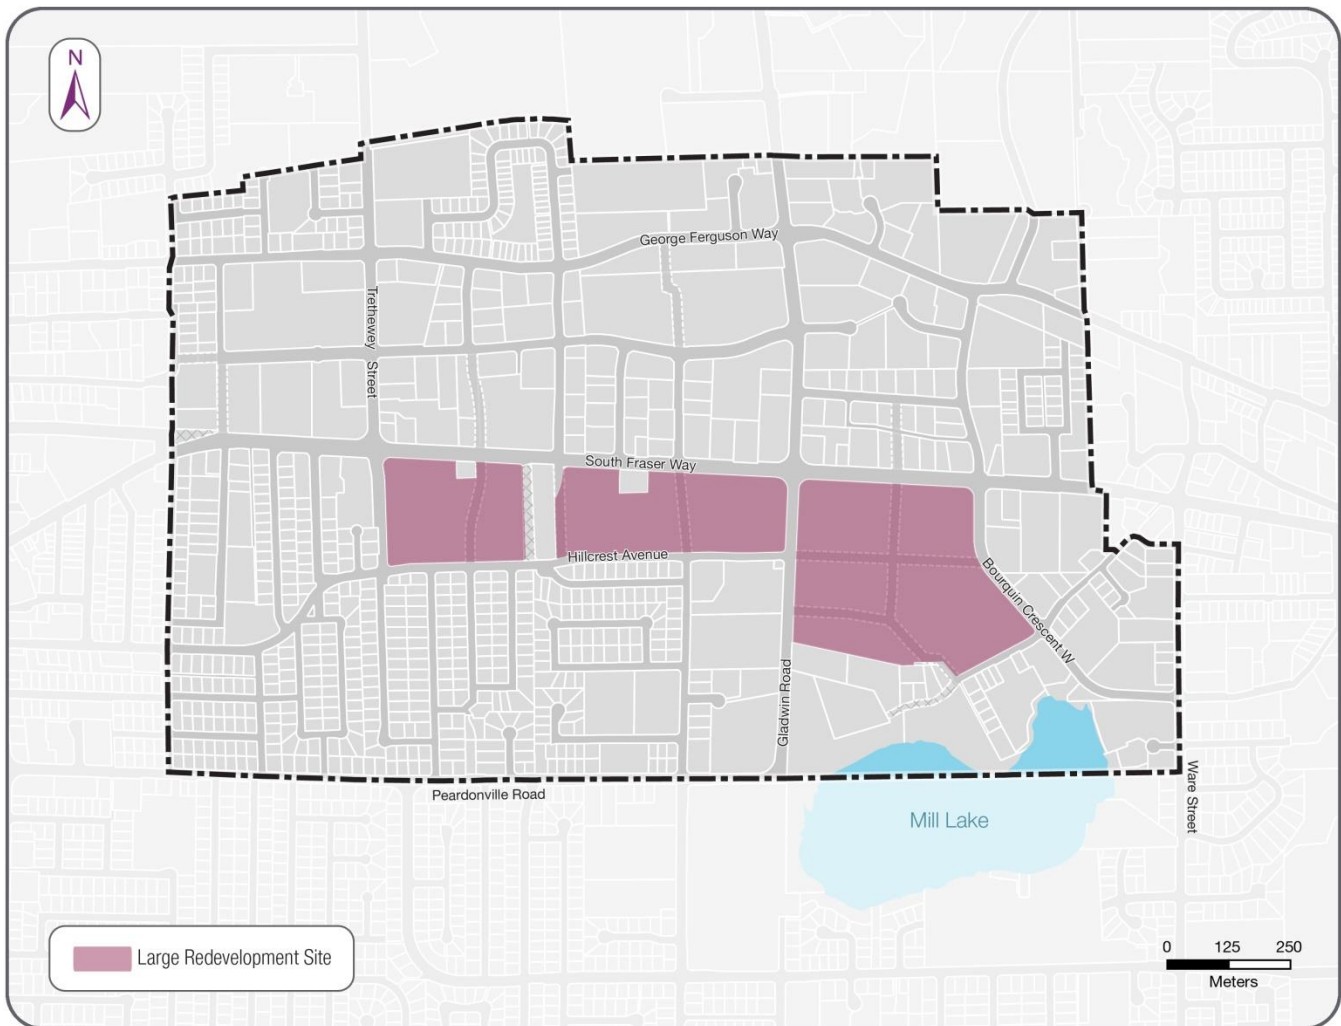 N
George Ferguson Way
Trethewey Street
South Fraser Way
Hillcrest Avenue
Bourquin Crescent W
Gladwin Road
Peardonville Road
Ware Street
Mill Lake
Large Redevelopment Site
0 125 250
Meters